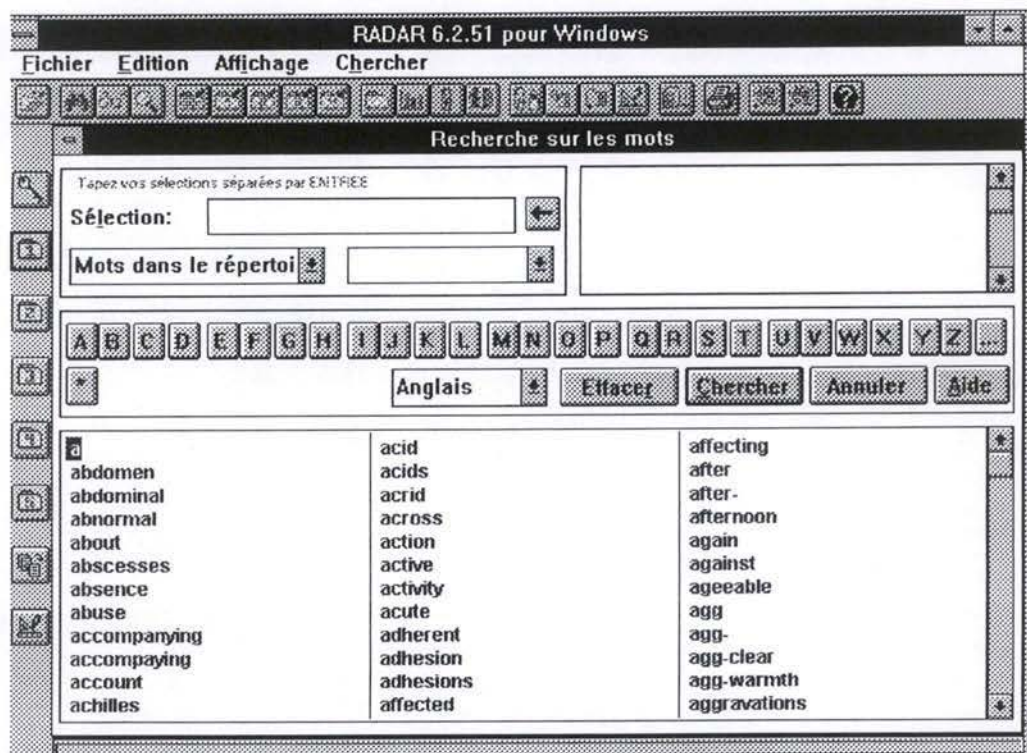 RADAR 6.2.51 pour Windows
Fichier Edition Affichage Chercher
Recherche sur les mots
Tapez vos sélections séparées par ENTREE
Sélection:
Mots dans le répertoi
A B C D E F G H I J K L M N O P Q R S T U V W X Y Z ...
* Anglais Effacer Chercher Annuler Aide
a acid affecting
abdomen acids after
abdominal acrid after-
abnormal across afternoon
about action again
abscesses active against
absence activity ageeable
abuse acute agg
accompanying adherent agg-
accompaying adhesion agg-clear
account adhesions agg-warmth
achilles affected aggravations